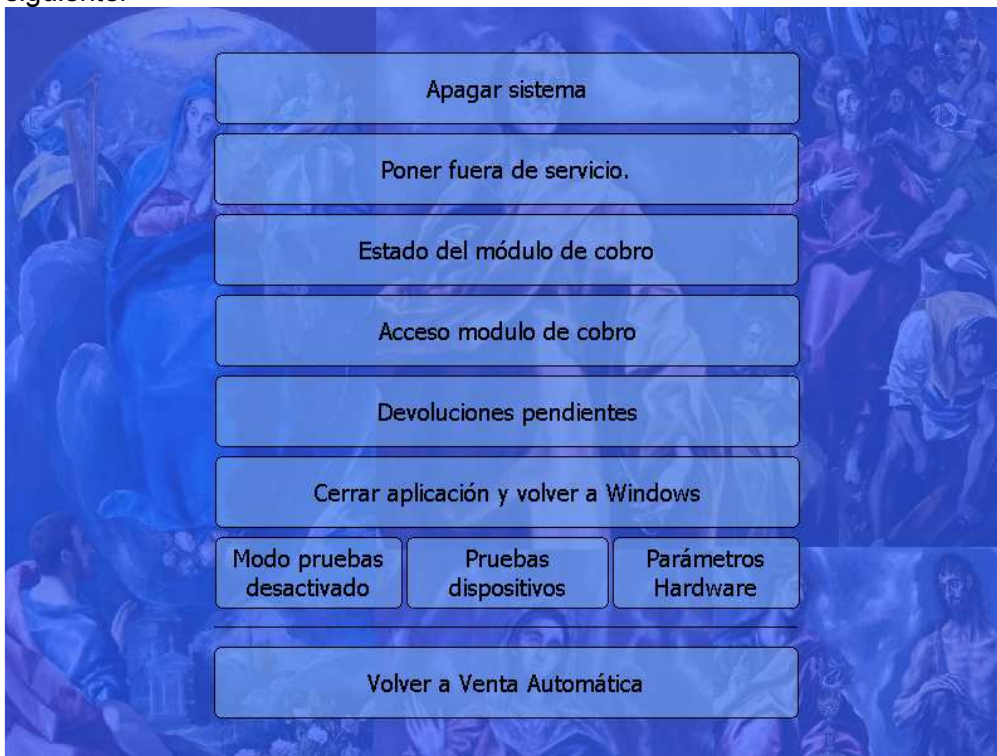 siguiente:
Apagar sistema
Poner fuera de servicio.
Estado del módulo de cobro
Acceso modulo de cobro
Devoluciones pendientes
Cerrar aplicación y volver a Windows
Modo pruebas
desactivado
Pruebas
dispositivos
Parámetros
Hardware
Volver a Venta Automática